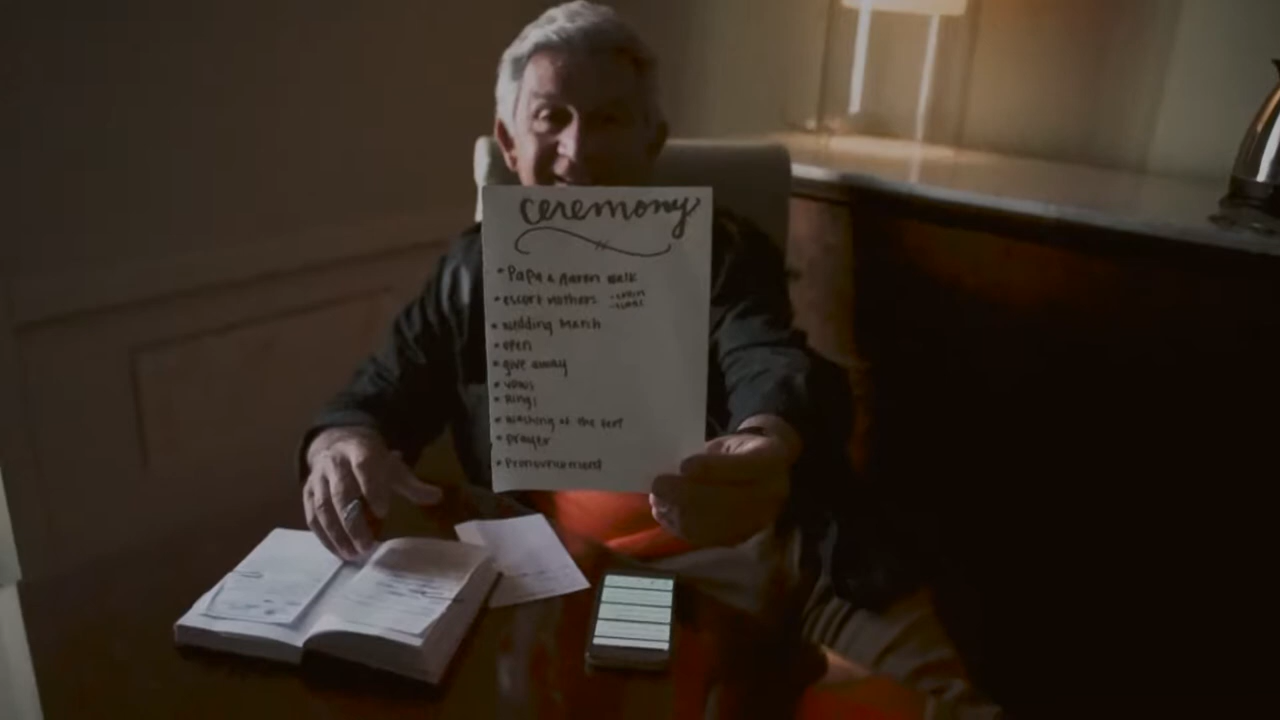 ceremony
• Papa & Aaron walk
• escort mothers
• wedding march
• open
• give away
• vows
• Rings
• washing of the feet
• prayer
• Pronouncement